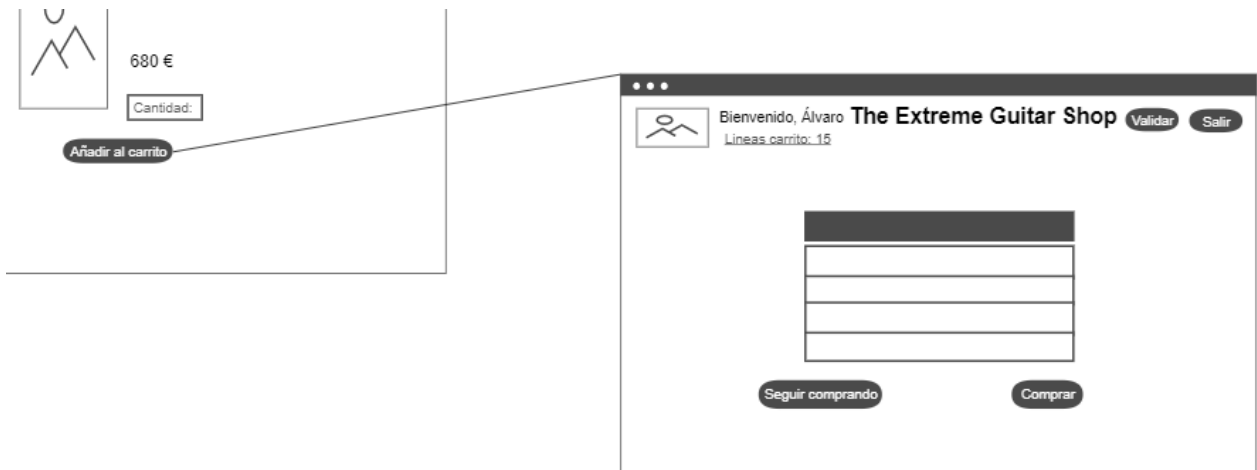 680 €
Cantidad:
Añadir al carrito
Bienvenido, Álvaro The Extreme Guitar Shop Validar Salir
Lineas carrito: 15
Seguir comprando Comprar